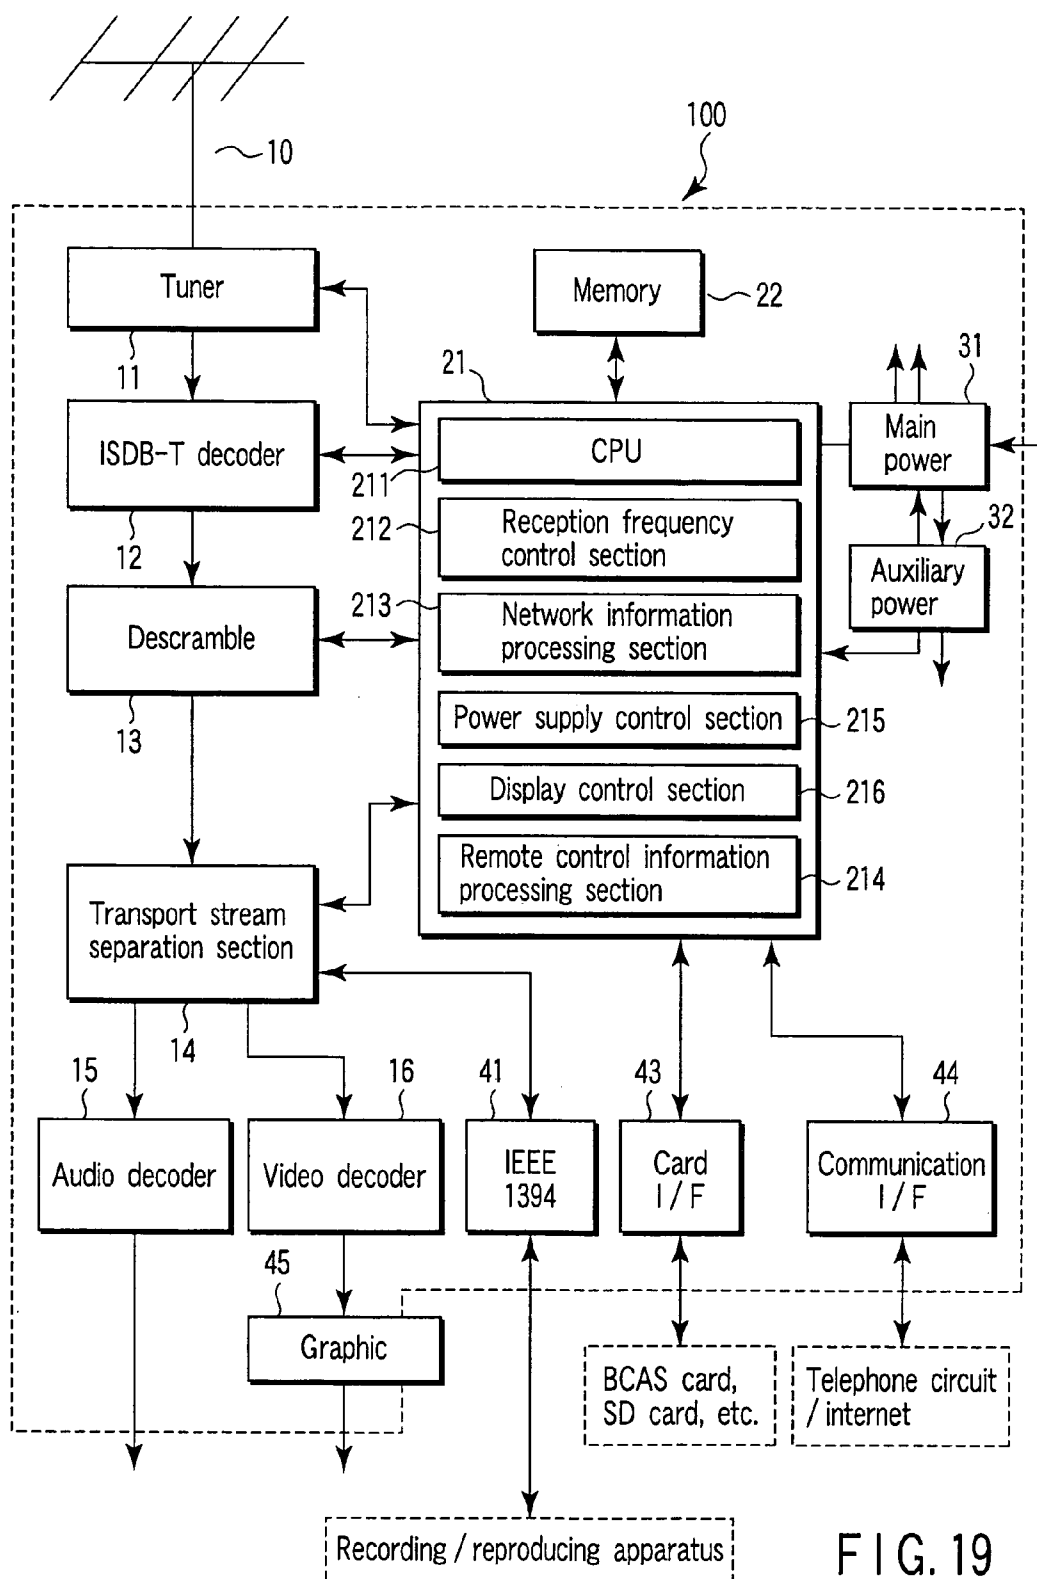 10
100
Tuner
11
Memory
22
ISDB-T decoder
12
21
CPU
211
Reception frequency
control section
212
Network information
processing section
213
Power supply control section
215
Display control section
216
Remote control information
processing section
214
31
Main
power
32
Auxiliary
power
Descramble
13
Transport stream
separation section
14
15
Audio decoder
16
Video decoder
41
IEEE
1394
43
Card
I/F
44
Communication
I/F
45
Graphic
BCAS card,
SD card, etc.
Telephone circuit
/internet
Recording/reproducing apparatus
FIG. 19